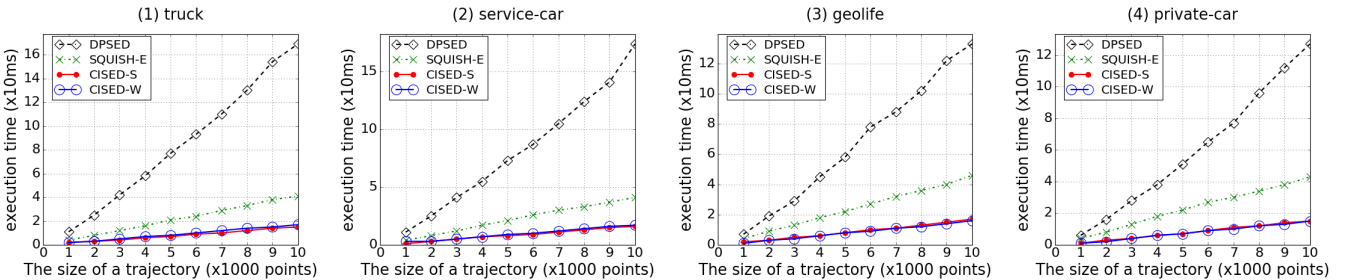 (1) truck
execution time (x10ms)
16
14
12
10
8
6
4
2
0
DPSED
SQUISH-E
CISED-S
CISED-W
0 1 2 3 4 5 6 7 8 9 10
The size of a trajectory (x1000 points)
(2) service-car
execution time (x10ms)
15
10
5
0
DPSED
SQUISH-E
CISED-S
CISED-W
0 1 2 3 4 5 6 7 8 9 10
The size of a trajectory (x1000 points)
(3) geolife
execution time (x10ms)
12
10
8
6
4
2
0
DPSED
SQUISH-E
CISED-S
CISED-W
0 1 2 3 4 5 6 7 8 9 10
The size of a trajectory (x1000 points)
(4) private-car
execution time (x10ms)
12
10
8
6
4
2
0
DPSED
SQUISH-E
CISED-S
CISED-W
0 1 2 3 4 5 6 7 8 9 10
The size of a trajectory (x1000 points)